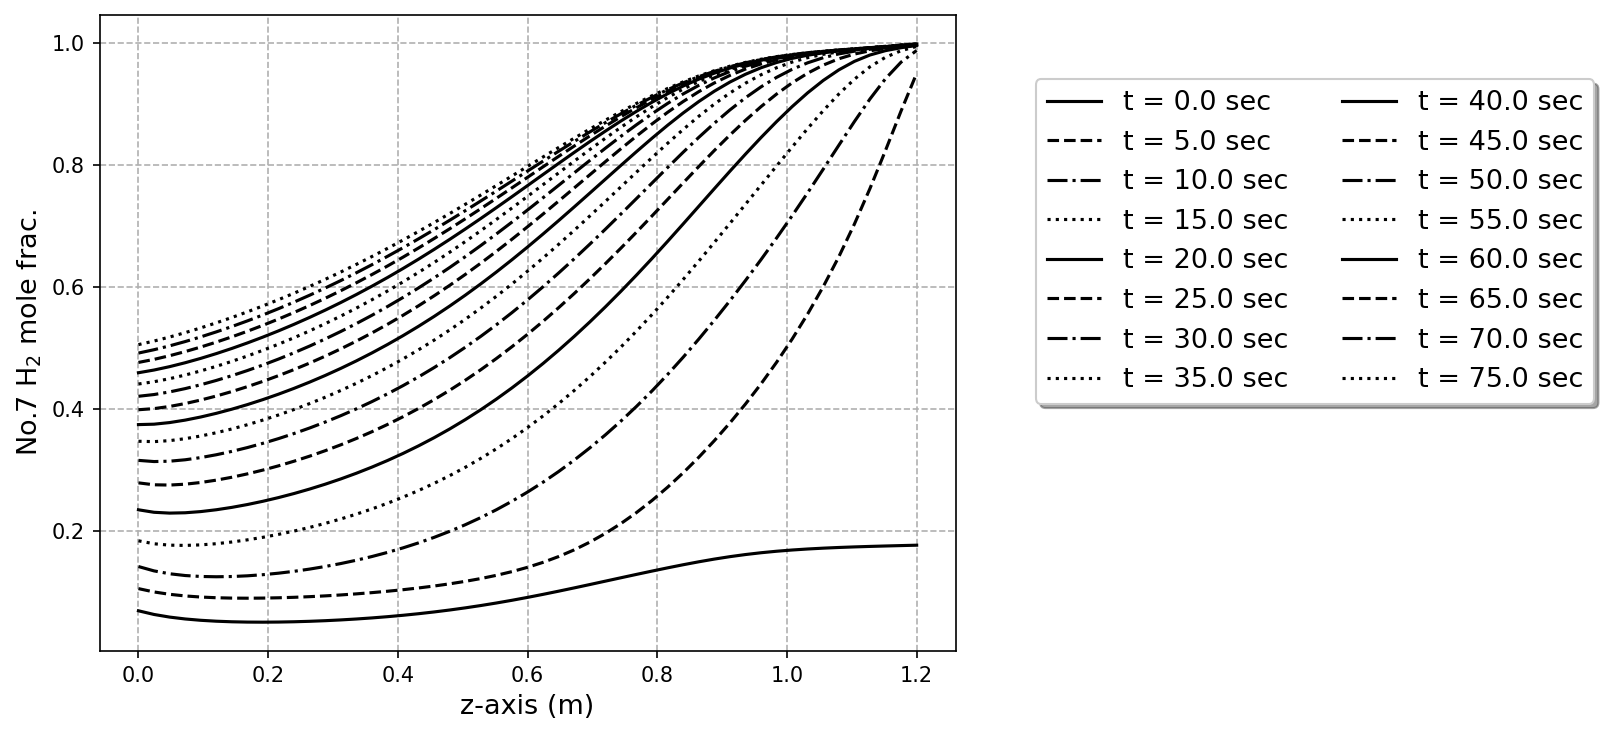 1.0
0.8
0.6
0.4
0.2
No.7 H₂ mole frac.
0.0 0.2 0.4 0.6 0.8 1.0 1.2
z-axis (m)
t = 0.0 sec
t = 5.0 sec
t = 10.0 sec
t = 15.0 sec
t = 20.0 sec
t = 25.0 sec
t = 30.0 sec
t = 35.0 sec
t = 40.0 sec
t = 45.0 sec
t = 50.0 sec
t = 55.0 sec
t = 60.0 sec
t = 65.0 sec
t = 70.0 sec
t = 75.0 sec